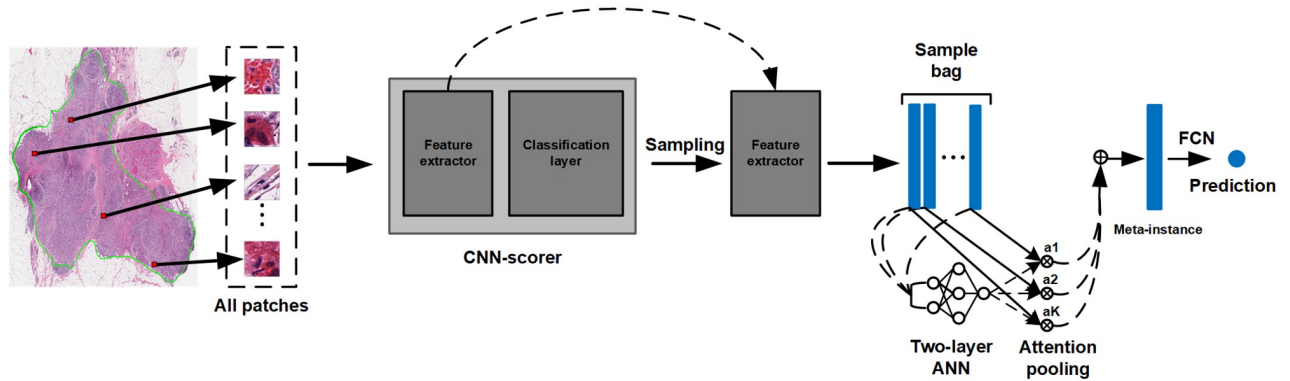 All patches
Feature
extractor
Classification
layer
CNN-scorer
Sampling
Feature
extractor
Sample
bag
Two-layer
ANN
a1
a2
aK
Attention
pooling
Meta-instance
FCN
Prediction